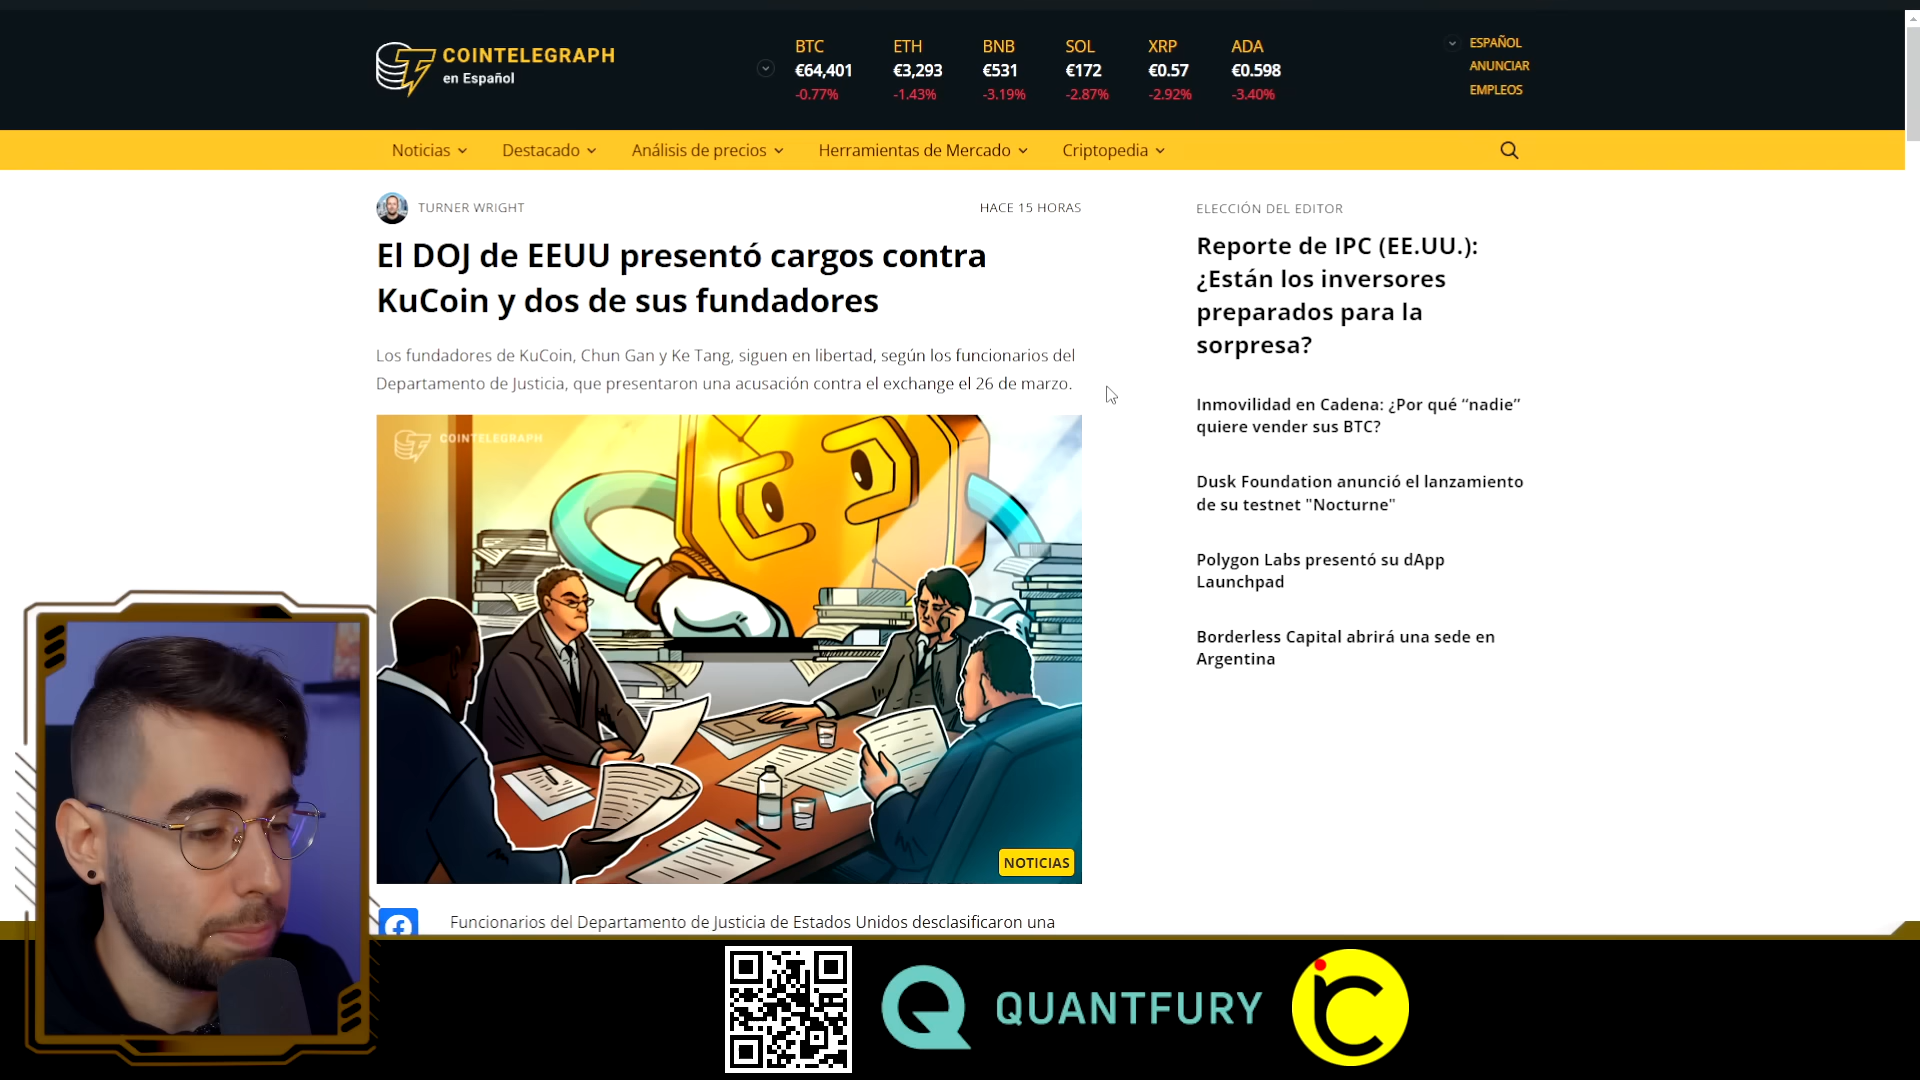 COINTELEGRAPH
en Español
BTC
€64,401
-0.77%
ETH
€3,293
-1.43%
BNB
€531
-3.19%
SOL
€172
-2.87%
XRP
€0.57
-2.92%
ADA
€0.598
-3.40%
ESPAÑOL
ANUNCIAR
EMPLEOS
Noticias
Destacado
Análisis de precios
Herramientas de Mercado
Criptopedia
TURNER WRIGHT
HACE 15 HORAS
El DOJ de EEUU presentó cargos contra
KuCoin y dos de sus fundadores
Los fundadores de KuCoin, Chun Gan y Ke Tang, siguen en libertad, según los funcionarios del
Departamento de Justicia, que presentaron una acusación contra el exchange el 26 de marzo.
COINTELEGRAPH
NOTICIAS
Funcionarios del Departamento de Justicia de Estados Unidos desclasificaron una
ELECCIÓN DEL EDITOR
Reporte de IPC (EE.UU.):
¿Están los inversores
preparados para la
sorpresa?
Inmovilidad en Cadena: ¿Por qué “nadie”
quiere vender sus BTC?
Dusk Foundation anunció el lanzamiento
de su testnet "Nocturne"
Polygon Labs presentó su dApp
Launchpad
Borderless Capital abrirá una sede en
Argentina
QUANTFURY